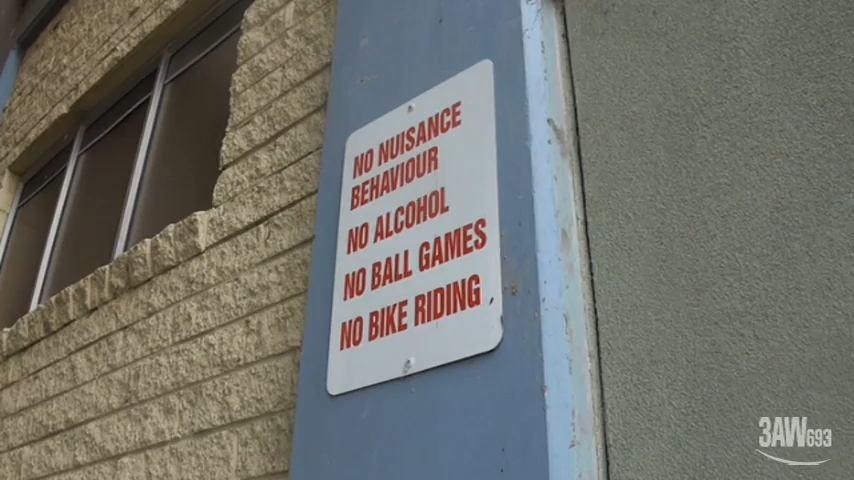 NO NUISANCE
BEHAVIOUR
NO ALCOHOL
NO BALL GAMES
NO BIKE RIDING
3AW693